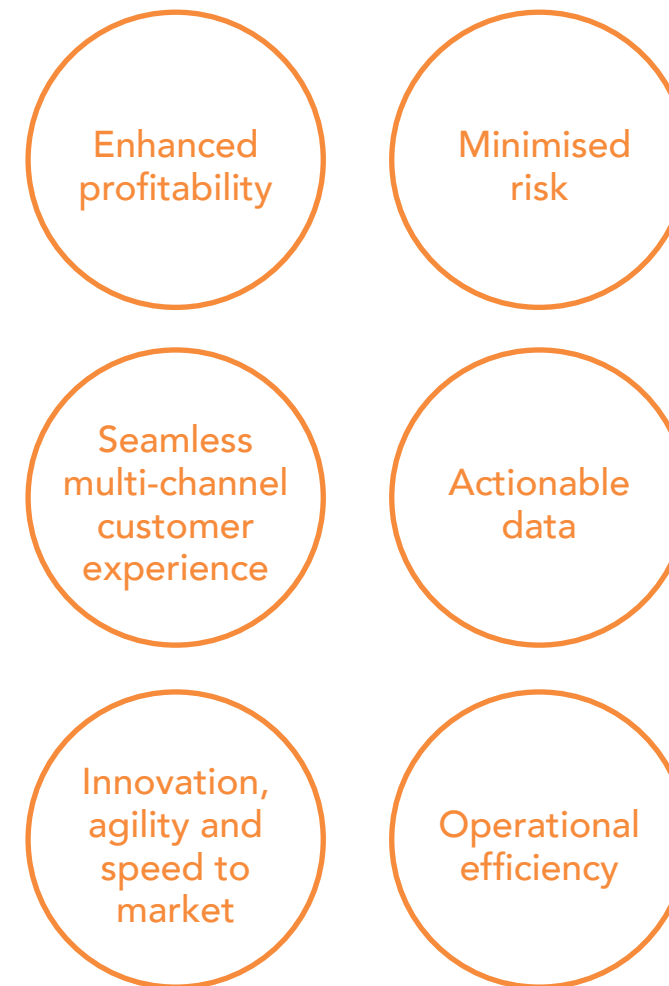 Enhanced
profitability
Minimised
risk
Seamless
multi-channel
customer
experience
Actionable
data
Innovation,
agility and
speed to
market
Operational
efficiency